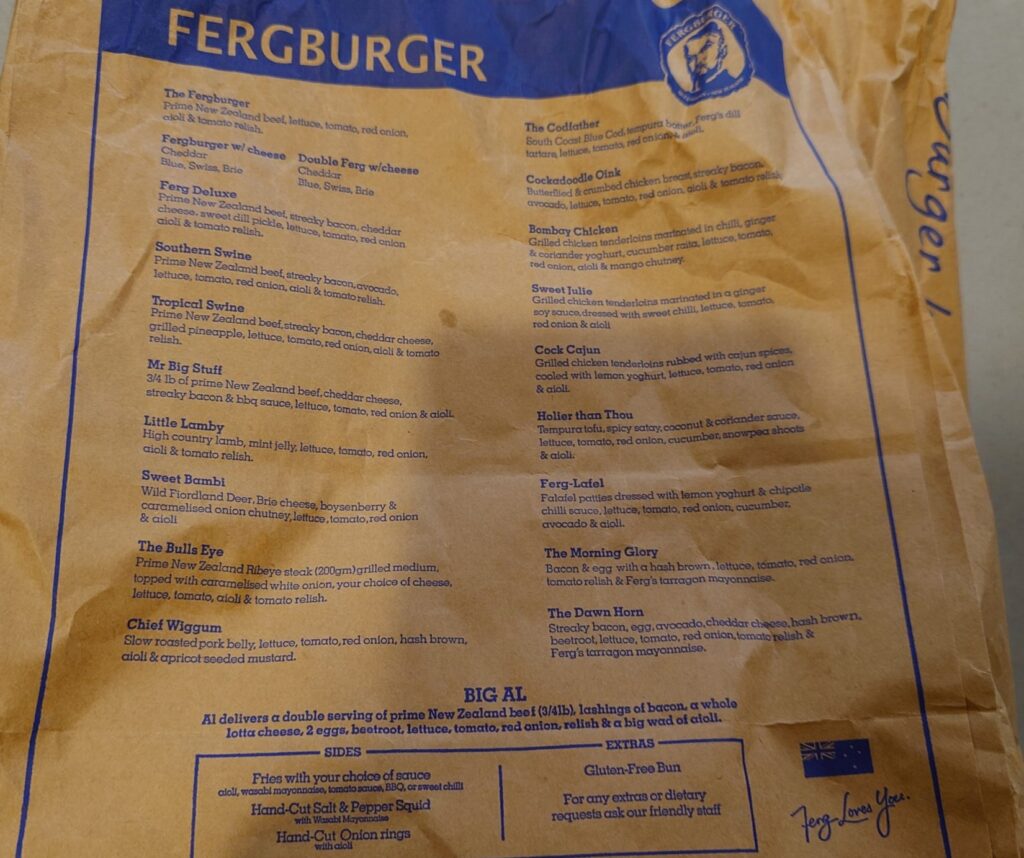 FERGBURGER
FERGBURGER
The Fergburger
Prime New Zealand beef, lettuce, tomato, red onion,
aioli & tomato relish.
Fergburger w/ cheese
Cheddar
Blue, Swiss, Brie
Double Ferg w/cheese
Cheddar
Blue, Swiss, Brie
Ferg Deluxe
Prime New Zealand beef, streaky bacon, cheddar
cheese, sweet dill pickle, lettuce, tomato, red onion
aioli & tomato relish.
Southern Swine
Prime New Zealand beef, streaky bacon, avocado,
lettuce, tomato, red onion, aioli & tomato relish.
Tropical Swine
Prime New Zealand beef, streaky bacon, cheddar cheese,
grilled pineapple, lettuce, tomato, red onion, aioli & tomato
relish.
Mr Big Stuff
3/4 lb of prime New Zealand beef, cheddar cheese,
streaky bacon & bbq sauce, lettuce, tomato, red onion & aioli.
Little Lamby
High country lamb, mint jelly, lettuce, tomato, red onion,
aioli & tomato relish.
Sweet Bambi
Wild Fiordland Deer, Brie cheese, boysenberry &
caramelised onion chutney, lettuce, tomato, red onion
& aioli
The Bulls Eye
Prime New Zealand Ribeye steak (200gm) grilled medium,
topped with caramelised white onion, your choice of cheese,
lettuce, tomato, aioli & tomato relish.
Chief Wiggum
Slow roasted pork belly, lettuce, tomato, red onion, hash brown,
aioli & apricot seeded mustard.
The Codfather
South Coast Blue Cod, tempura batter, Ferg's dill
tartare, lettuce, tomato, red onion, & aioli.
Cockadoodle Oink
Butterflied & crumbed chicken breast, streaky bacon,
avocado, lettuce, tomato, red onion, aioli & tomato relish
Bombay Chicken
Grilled chicken tenderloins marinated in chilli, ginger
& coriander yoghurt, cucumber raita, lettuce, tomato,
red onion, aioli & mango chutney.
Sweet Julie
Grilled chicken tenderloins marinated in a ginger
soy sauce, dressed with sweet chilli, lettuce, tomato,
red onion & aioli
Cock Cajun
Grilled chicken tenderloins rubbed with cajun spices,
cooled with lemon yoghurt, lettuce, tomato, red onion
& aioli.
Holier than Thou
Tempura tofu, spicy satay, coconut & coriander sauce,
lettuce, tomato, red onion, cucumber, snowpea shoots
& aioli.
Ferg-Lafel
Falafel patties dressed with lemon yoghurt & chipotle
chilli sauce, lettuce, tomato, red onion, cucumber,
avocado & aioli.
The Morning Glory
Bacon & egg with a hash brown, lettuce, tomato, red onion,
tomato relish & Ferg's tarragon mayonnaise.
The Dawn Horn
Streaky bacon, egg, avocado, cheddar cheese, hash brown,
beetroot, lettuce, tomato, red onion, tomato relish &
Ferg's tarragon mayonnaise.
BIG AL
Al delivers a double serving of prime New Zealand beef (3/4lb), lashings of bacon, a whole
lotta cheese, 2 eggs, beetroot, lettuce, tomato, red onion, relish & a big wad of aioli.
SIDES
Fries with your choice of sauce
aioli, wasabi mayonnaise, tomato sauce, BBQ, or sweet chilli
Hand-Cut Salt & Pepper Squid
with Wasabi Mayonnaise
Hand-Cut Onion rings
with aioli
EXTRAS
Gluten-Free Bun
For any extras or dietary
requests ask our friendly staff
Ferg Loves You.